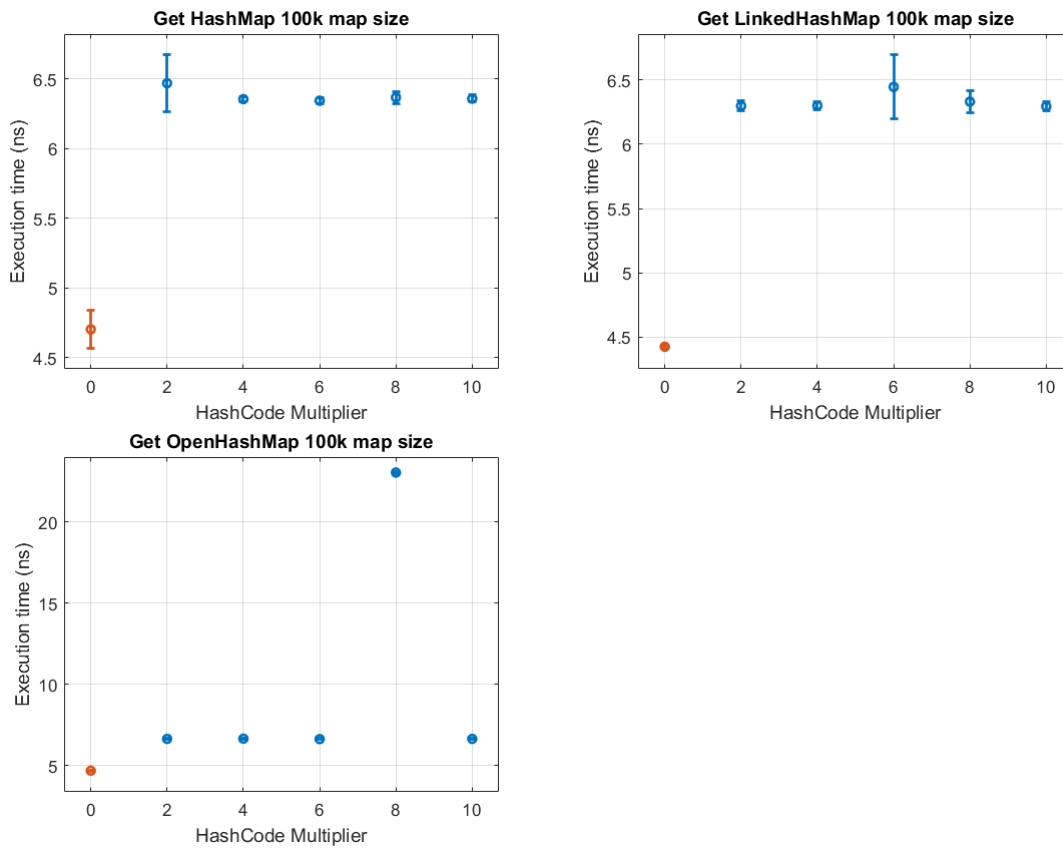 Get HashMap 100k map size
6.5
6
5.5
5
4.5
Execution time (ns)
0 2 4 6 8 10
HashCode Multiplier
Get LinkedHashMap 100k map size
6.5
6
5.5
5
4.5
Execution time (ns)
0 2 4 6 8 10
HashCode Multiplier
Get OpenHashMap 100k map size
20
15
10
5
Execution time (ns)
0 2 4 6 8 10
HashCode Multiplier